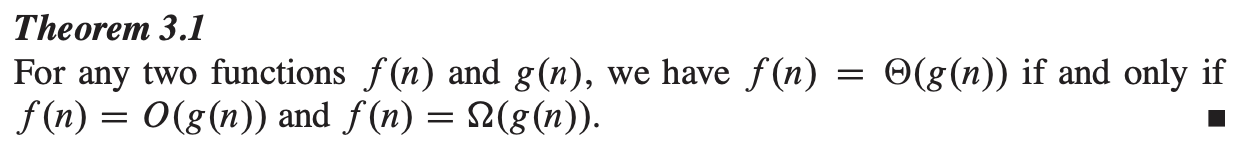 Theorem 3.1
For any two functions f(n) and g(n), we have f(n) = Θ(g(n)) if and only if
f(n) = O(g(n)) and f(n) = Ω(g(n)). ■